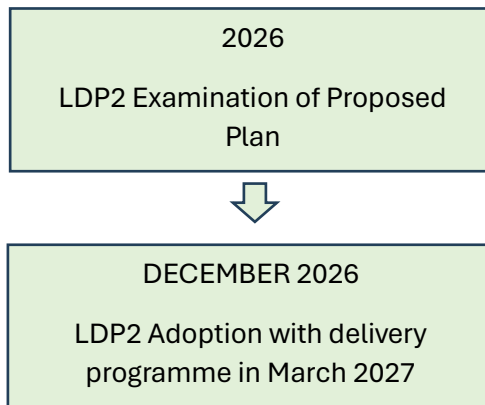 2026
LDP2 Examination of Proposed
Plan
DECEMBER 2026
LDP2 Adoption with delivery
programme in March 2027